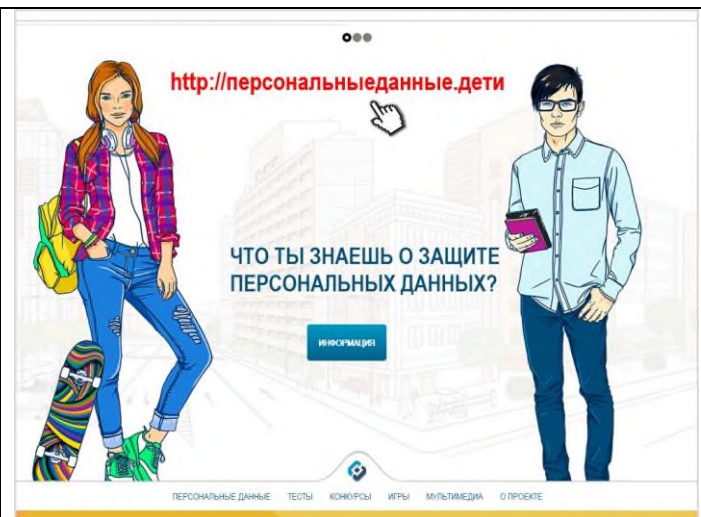 http://персональныеданные.дети
ЧТО ТЫ ЗНАЕШЬ О ЗАЩИТЕ
ПЕРСОНАЛЬНЫХ ДАННЫХ?
ИНФОРМАЦИЯ
ПЕРСОНАЛЬНЫЕ ДАННЫЕ ТЕСТЫ КОНКУРСЫ ИГРЫ МУЛЬТИМЕДИА О ПРОЕКТЕ